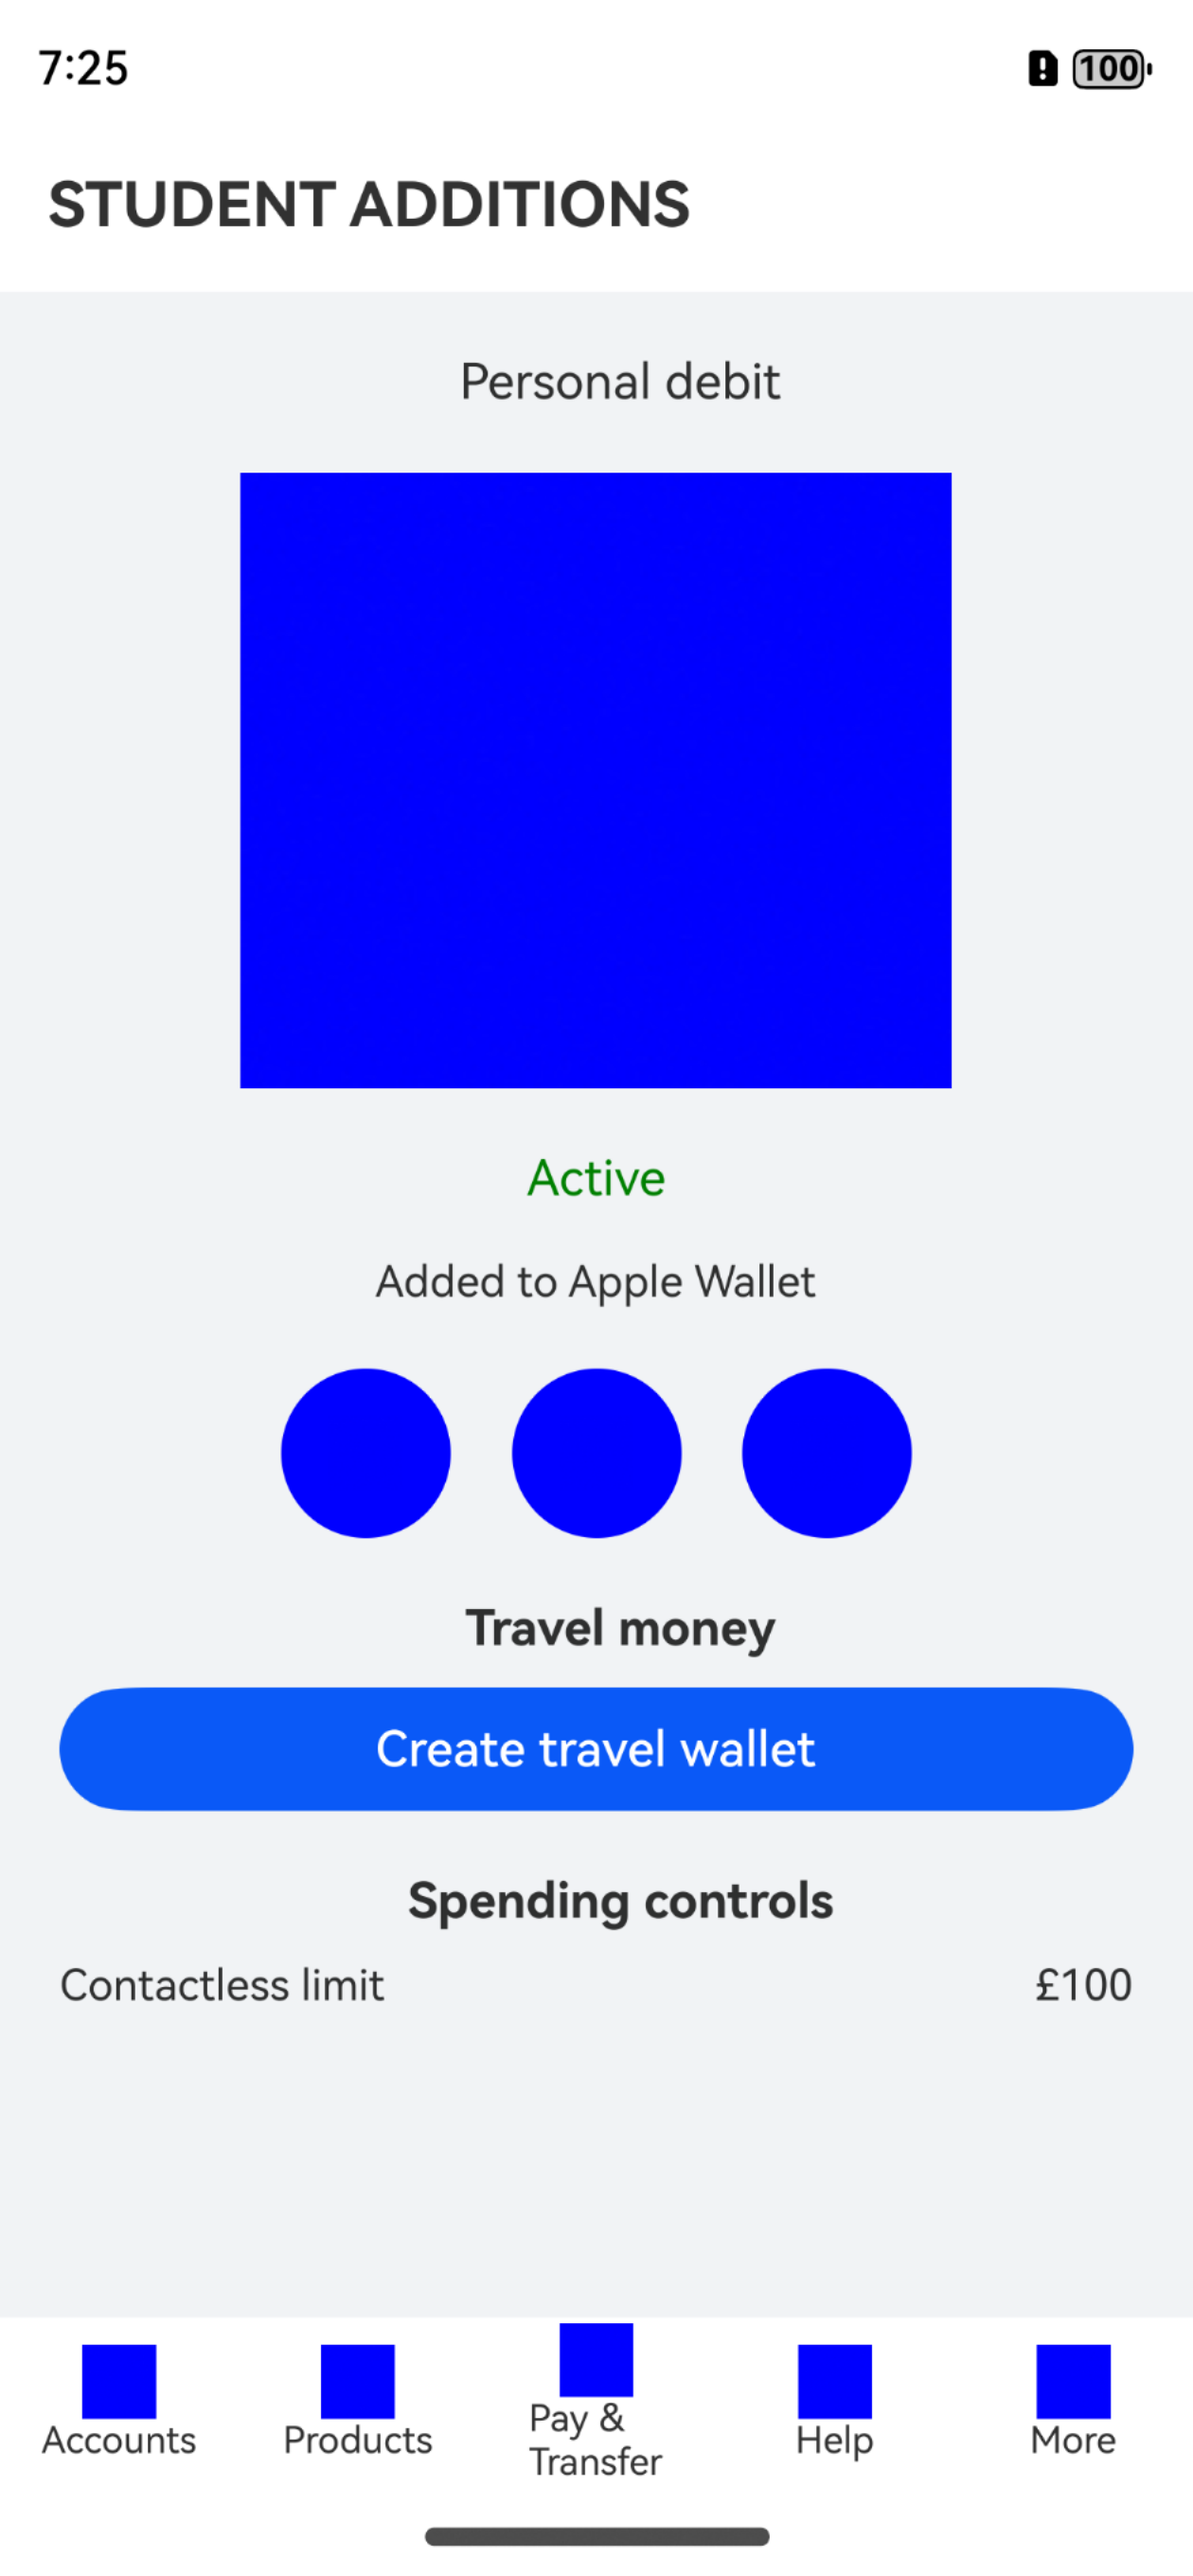 7:25
100
STUDENT ADDITIONS
Personal debit
Active
Added to Apple Wallet
Travel money
Create travel wallet
Spending controls
Contactless limit £100
Accounts
Products
Pay &
Transfer
Help
More